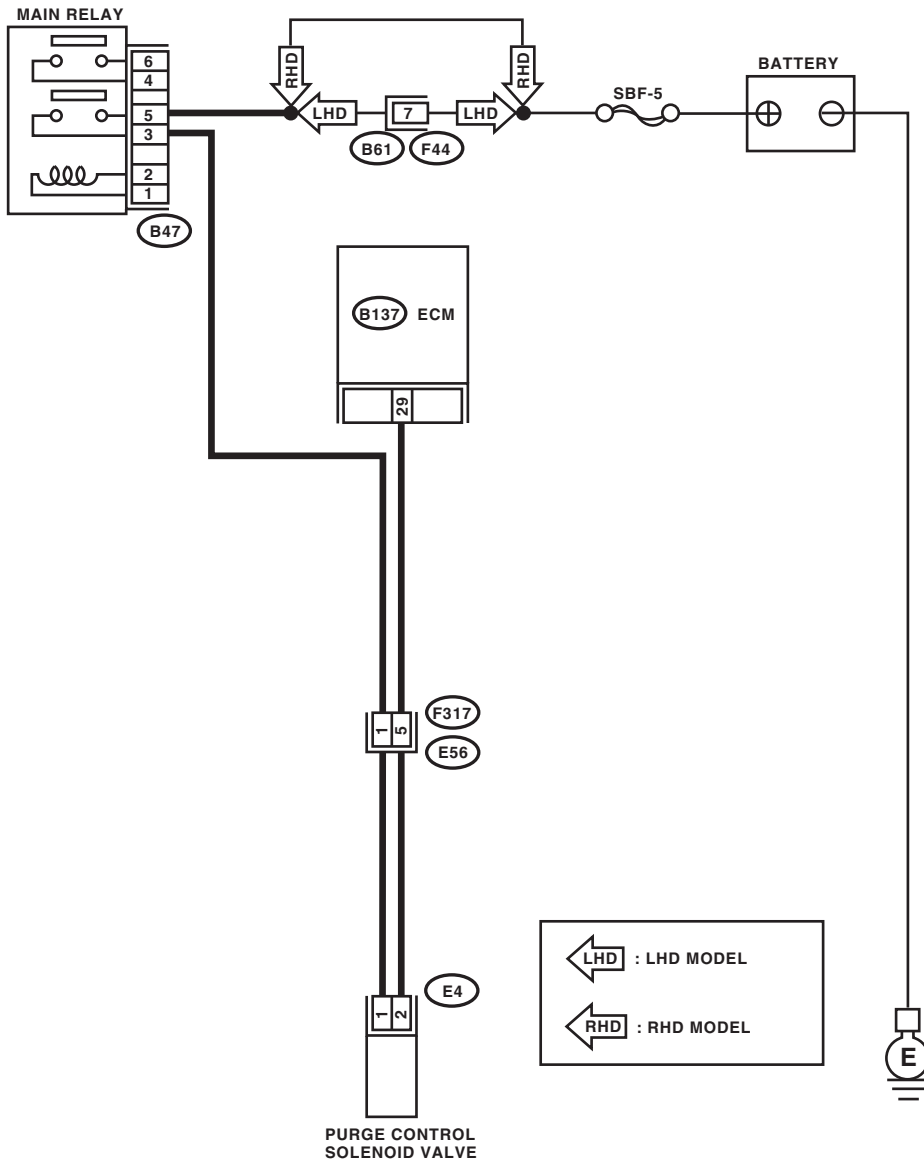 MAIN RELAY
6
4
5
3
2
1
B47
RHD
RHD
LHD
7
LHD
B61
F44
SBF-5
BATTERY
B137
ECM
29
1
5
F317
E56
1
2
E4
PURGE CONTROL
SOLENOID VALVE
LHD : LHD MODEL
RHD : RHD MODEL
E